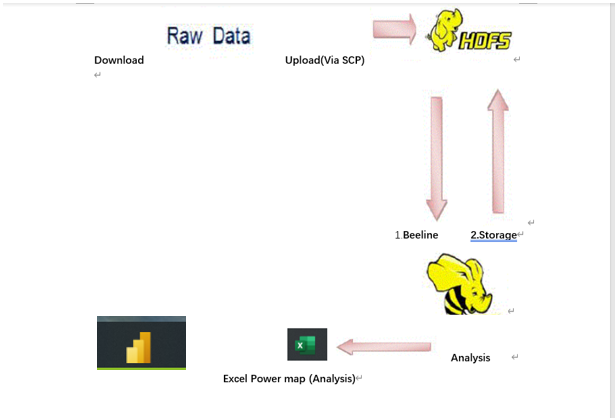 Raw Data
HDFS
Download
Upload(Via SCP)
1.Beeline
2.Storage
X
Analysis
Excel Power map (Analysis)